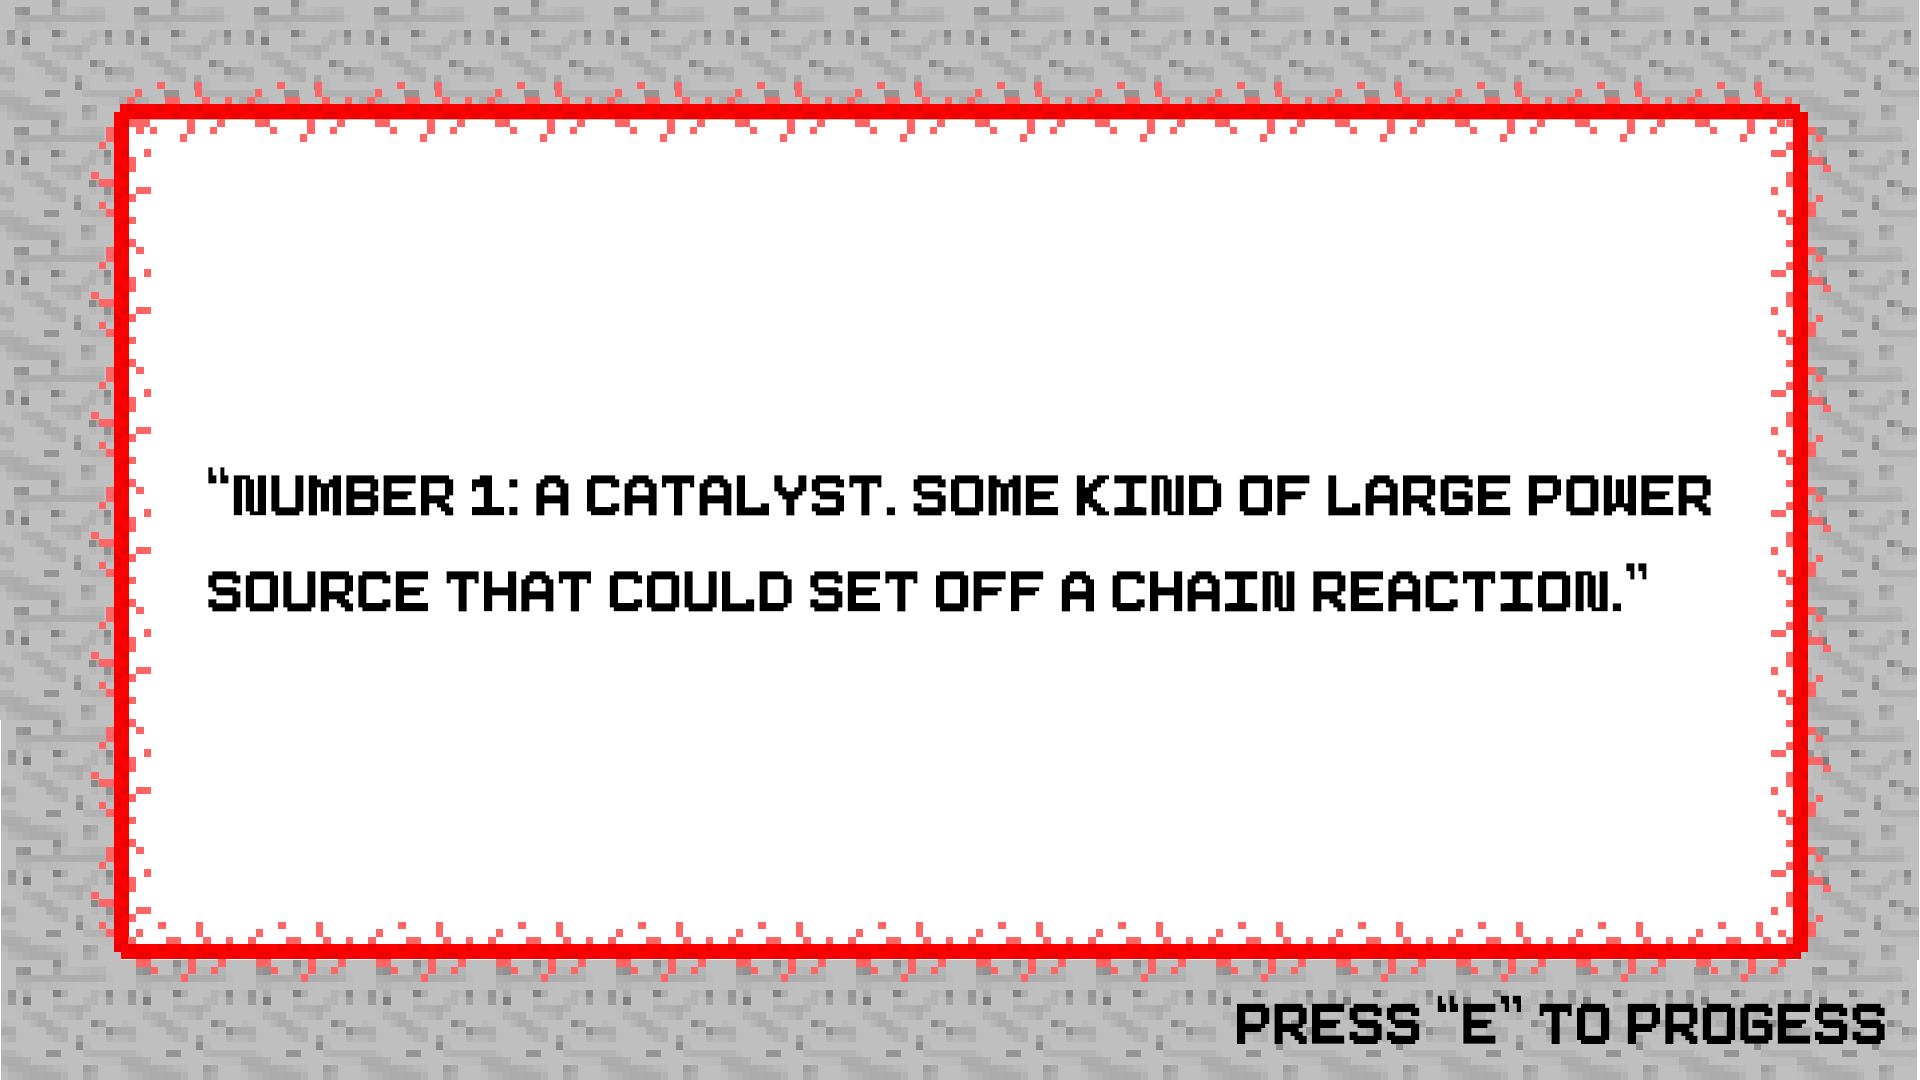 “NUMBER 1: A CATALYST. SOME KIND OF LARGE POWER
SOURCE THAT COULD SET OFF A CHAIN REACTION.”
PRESS “E” TO PROGESS